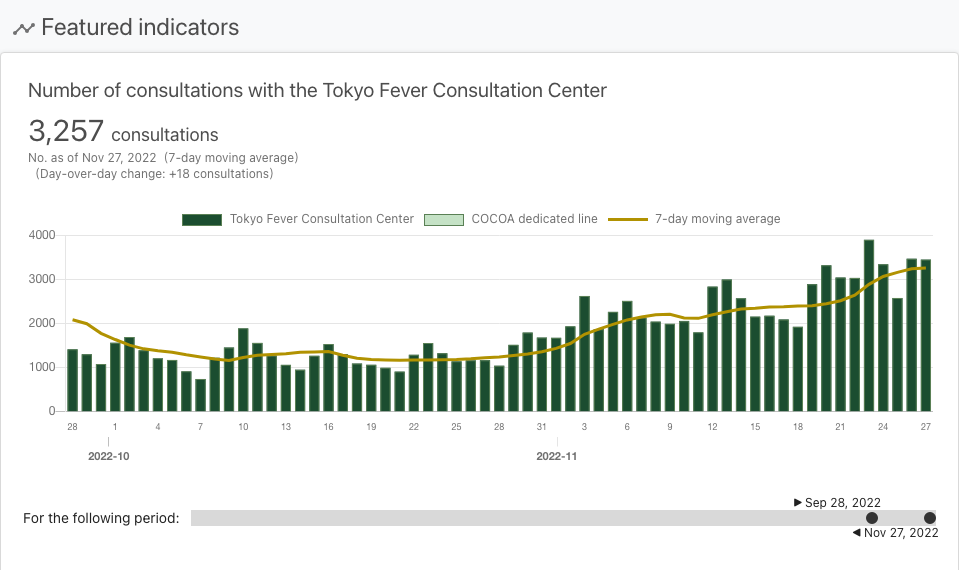 Featured indicators
Number of consultations with the Tokyo Fever Consultation Center
3,257 consultations
No. as of Nov 27, 2022 (7-day moving average)
(Day-over-day change: +18 consultations)
Tokyo Fever Consultation Center COCOA dedicated line 7-day moving average
4000
3000
2000
1000
0
28 1 4 7 10 13 16 19 22 25 28 31 3 6 9 12 15 18 21 24 27
2022-10 2022-11
▶ Sep 28, 2022
For the following period:
◀ Nov 27, 2022